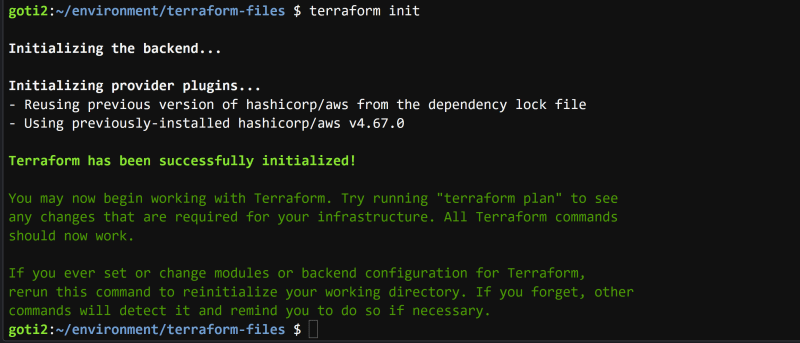 goti2:~/environment/terraform-files $ terraform init
Initializing the backend...
Initializing provider plugins...
- Reusing previous version of hashicorp/aws from the dependency lock file
- Using previously-installed hashicorp/aws v4.67.0
Terraform has been successfully initialized!
You may now begin working with Terraform. Try running "terraform plan" to see
any changes that are required for your infrastructure. All Terraform commands
should now work.
If you ever set or change modules or backend configuration for Terraform,
rerun this command to reinitialize your working directory. If you forget, other
commands will detect it and remind you to do so if necessary.
goti2:~/environment/terraform-files $